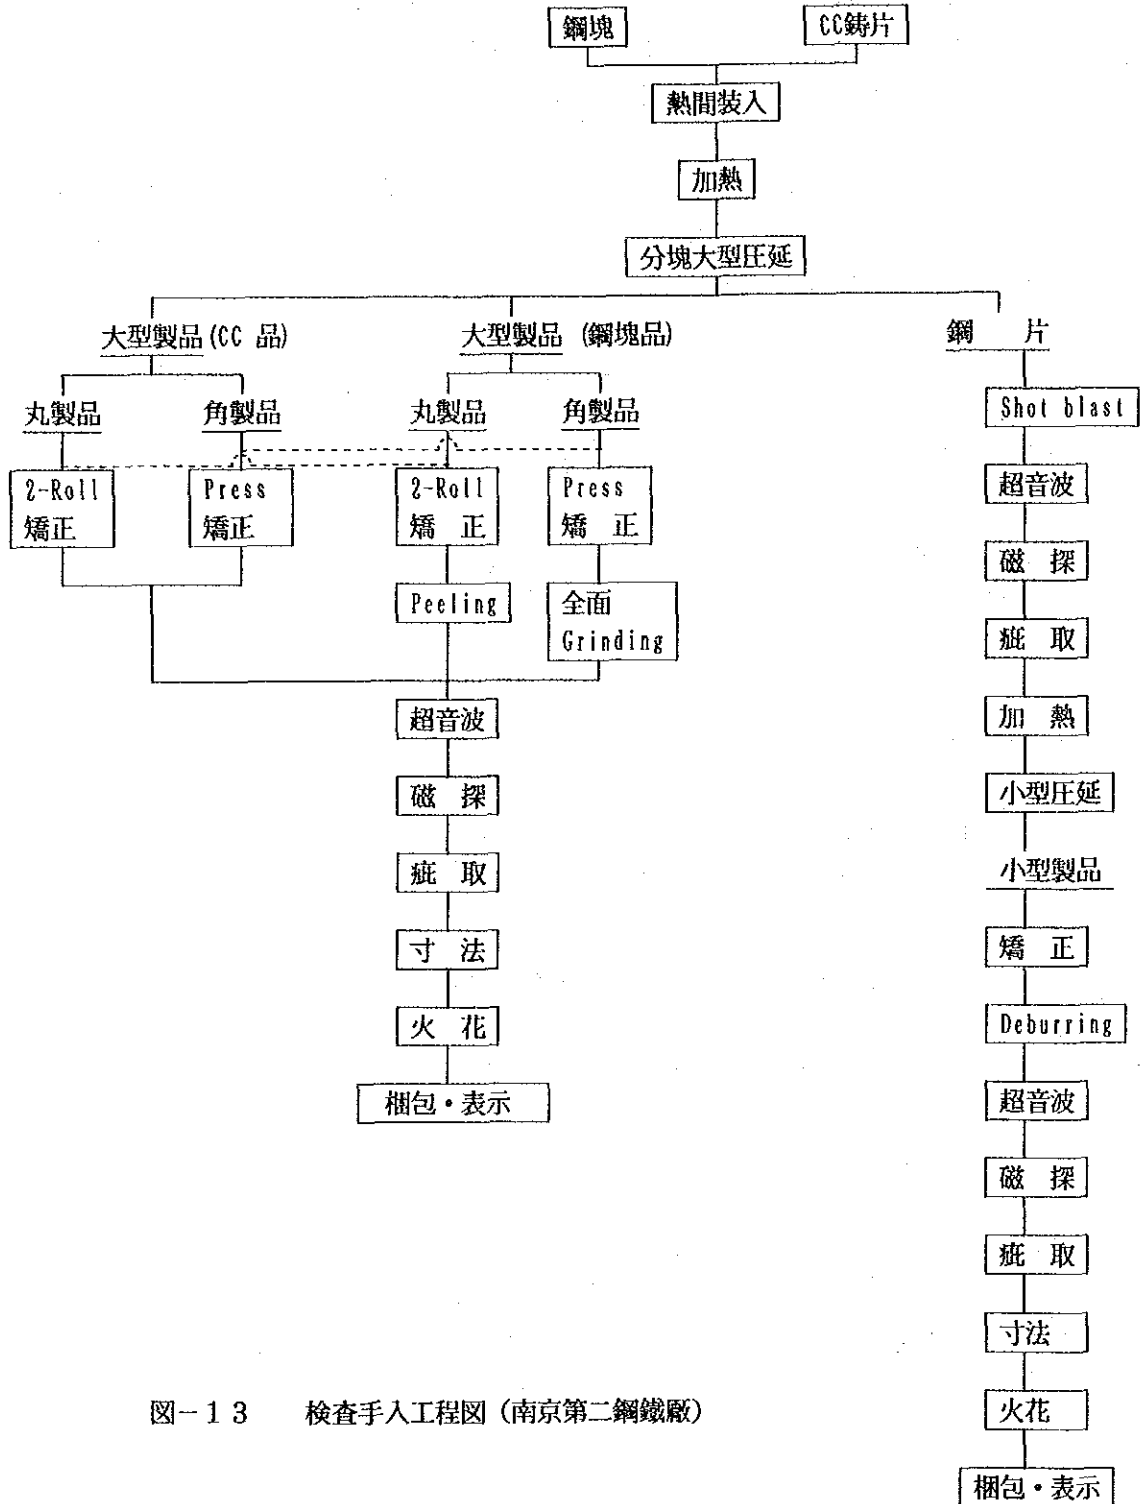 鋼塊
CC鋳片
熱間装入
加熱
分塊大型圧延
大型製品(CC 品)
丸製品
角製品
2-Roll
矯正
Press
矯正
大型製品 (鋼塊品)
丸製品
角製品
2-Roll
矯 正
Press
矯 正
Peeling
全面
Grinding
超音波
磁 探
疵 取
寸 法
火 花
梱包・表示
鋼 片
Shot blast
超音波
磁 探
疵 取
加 熱
小型圧延
小型製品
矯 正
Deburring
超音波
磁 探
疵 取
寸法
火花
梱包・表示
図-13 検査手入工程図 (南京第二鋼鐵廠)